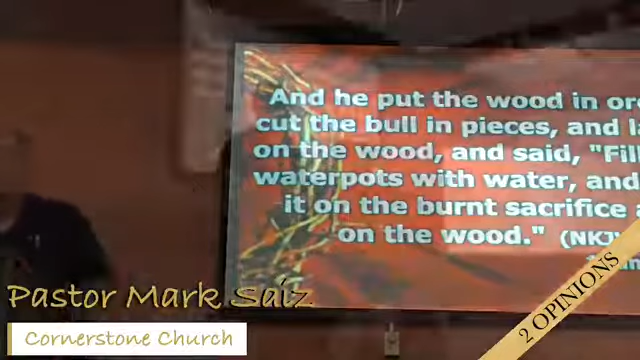 And he put the wood in
cut the bull in pieces, and
on the wood, and said, "Fill
waterpots with water, and
it on the burnt sacrifice
on the wood." (NKJ
Pastor Mark Saiz
Cornerstone Church
2 OPINIONS